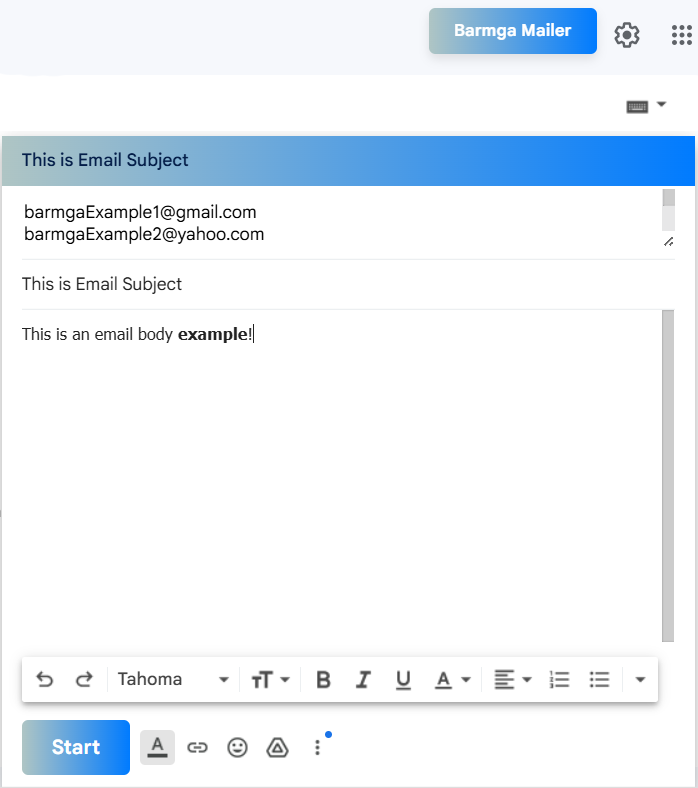 Barmga Mailer
This is Email Subject
barmgaExample1@gmail.com
barmgaExample2@yahoo.com
This is Email Subject
This is an email body example!
Tahoma
Start